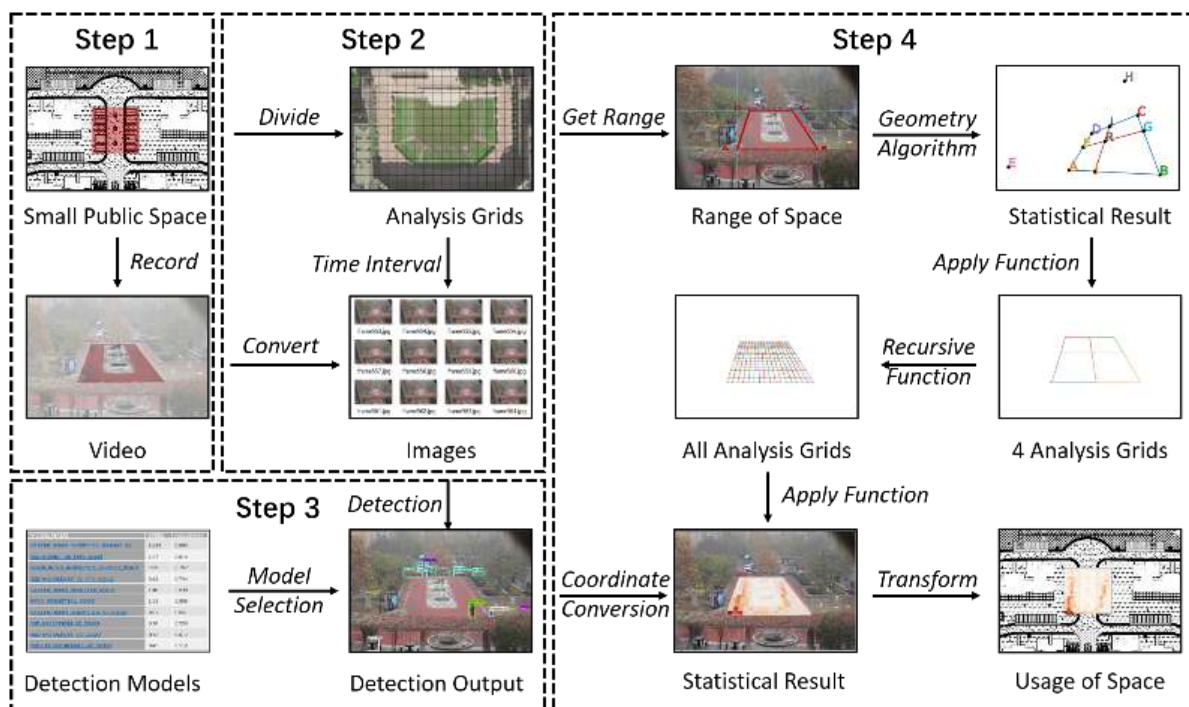 Step 1
Small Public Space
Record
Video
Step 2
Divide
Analysis Grids
Time Interval
Convert
Images
Step 3
Detection
Detection Models
Model
Selection
Detection Output
Step 4
Get Range
Range of Space
Geometry
Algorithm
H
C
D
G
R
E
A
B
Statistical Result
Apply Function
4 Analysis Grids
Recursive
Function
All Analysis Grids
Apply Function
Coordinate
Conversion
Statistical Result
Transform
Usage of Space